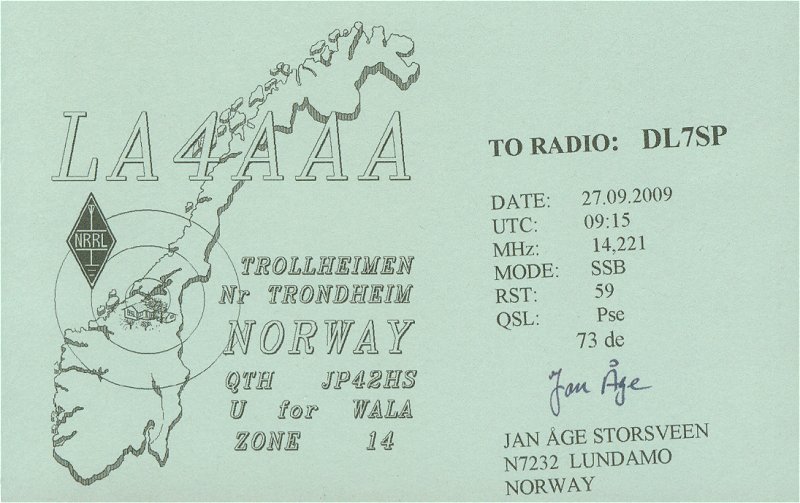 LA4AAA
NRRL
TROLLHEIMEN
Nr TRONDHEIM
NORWAY
QTH JP42HS
U for WALA
ZONE 14
TO RADIO: DL7SP
DATE: 27.09.2009
UTC: 09:15
MHz: 14,221
MODE: SSB
RST: 59
QSL: Pse
73 de
Jan Åge
JAN ÅGE STORSVEEN
N7232 LUNDAMO
NORWAY